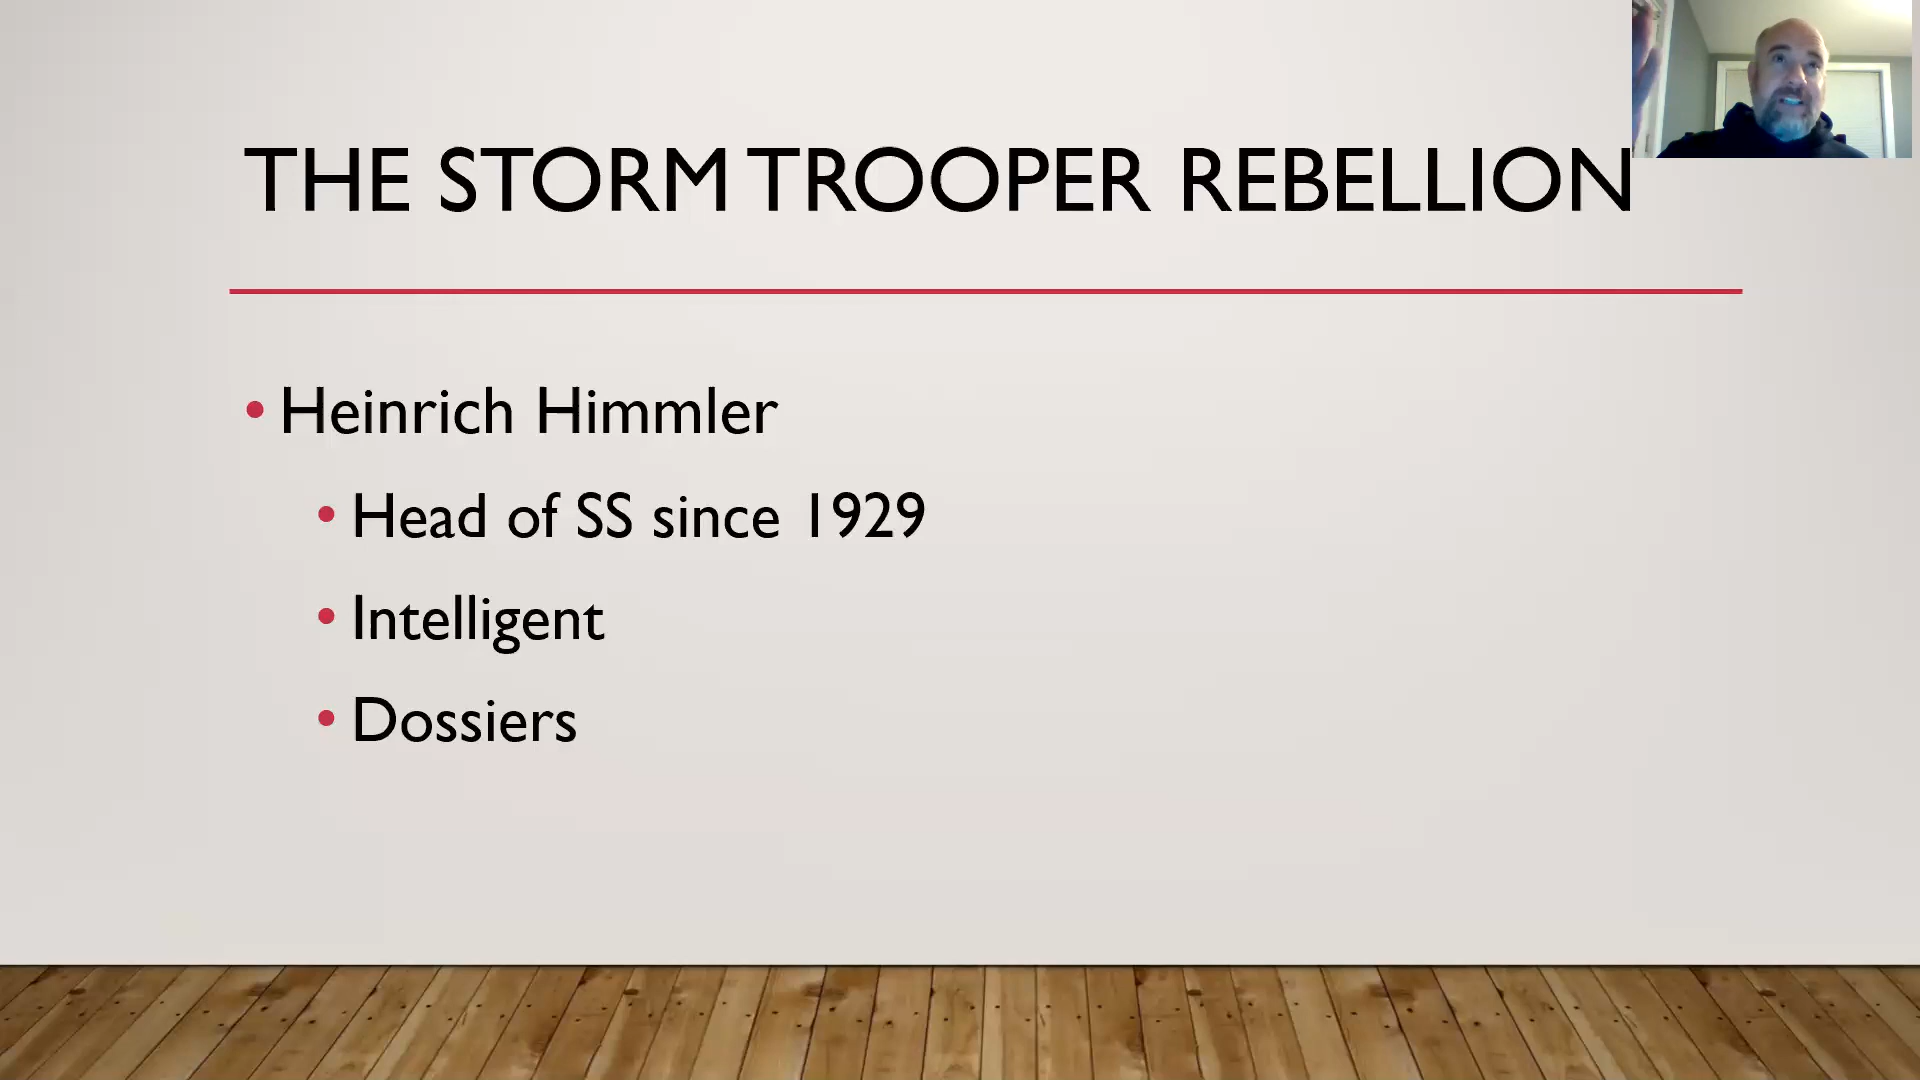 THE STORM TROOPER REBELLION
• Heinrich Himmler
• Head of SS since 1929
• Intelligent
• Dossiers